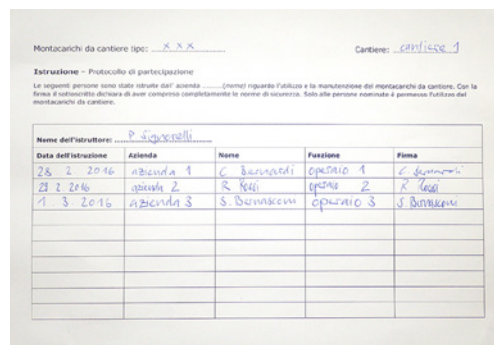 Montacarichi da cantiere tipo: XXX Cantiere: cantiere 1
Istruzione – Protocollo di partecipazione
Le seguenti persone sono state istruite dall' azienda .........(nome) riguardo l'utilizzo e la manutenzione del montacarichi da cantiere. Con la
firma il sottoscritto dichiara di aver compreso completamente le norme di sicurezza. Solo alle persone nominate è permesso l'utilizzo del
montacarichi da cantiere.
Nome dell'istruttore: P. Signorelli
Data dell'istruzione Azienda Nome Funzione Firma
28 2 2016 azienda 1 C. Bernardi operaio 1 C. Bernardi
29 2 2016 azienda 2 R Rossi operaio 2 R Rossi
1. 3. 2016 azienda 3 S. Bernasconi operaio 3 S. Bernasconi